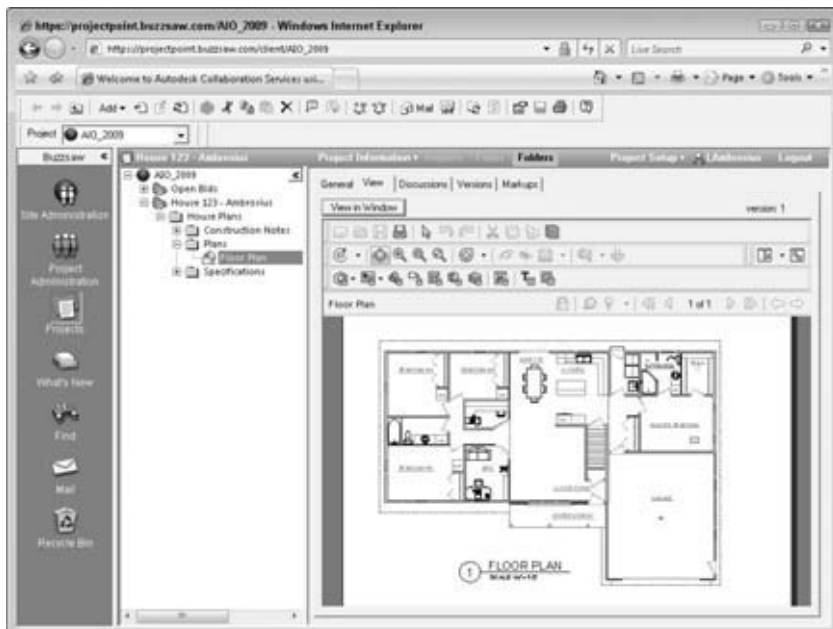 https://projectpoint.buzzsaw.com/AIO_2009 - Windows Internet Explorer
https://projectpoint.buzzsaw.com/client/AIO_2009
Live Search
Welcome to Autodesk Collaboration Services usi...
Page
Tools
Add
Mail
Project
AIO_2009
Buzzsaw
House 123 - Ambrosius
Project Information
Folders
Project Setup
LAmbrosius
Logout
Site Administration
Project Administration
Projects
What's New
Find
Mail
Recycle Bin
AIO_2009
Open Bids
House 123 - Ambrosius
House Plans
Construction Notes
Plans
Floor Plan
Specifications
General
View
Discussions
Versions
Markups
View in Window
version: 1
Floor Plan
1 of 1
1
FLOOR PLAN